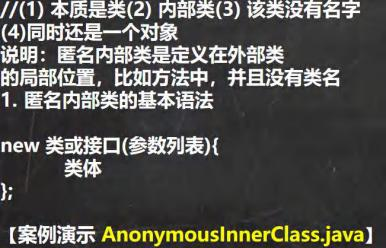 //(1) 本质是类(2) 内部类(3) 该类没有名字
(4)同时还是一个对象
说明：匿名内部类是定义在外部类
的局部位置，比如方法中，并且没有类名
1. 匿名内部类的基本语法
new 类或接口(参数列表){
类体
};
【案例演示 AnonymousInnerClass.java】